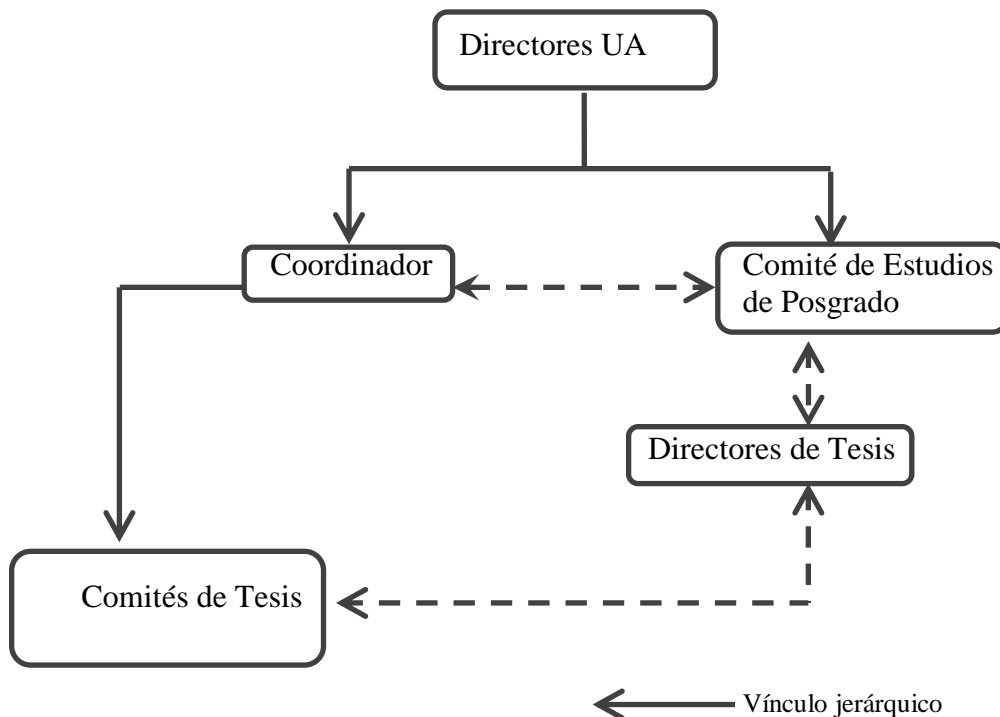 Directores UA
Coordinador
Comité de Estudios
de Posgrado
Directores de Tesis
Comités de Tesis
Vínculo jerárquico